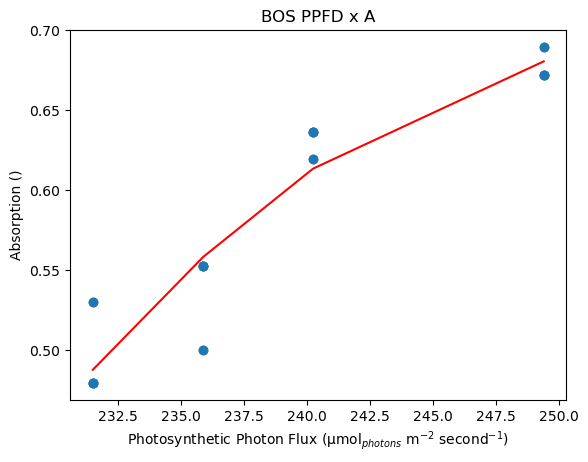 BOS PPFD x A
0.70
0.65
0.60
0.55
0.50
Absorption ()
232.5 235.0 237.5 240.0 242.5 245.0 247.5 250.0
Photosynthetic Photon Flux (μmol_photons m⁻² second⁻¹)